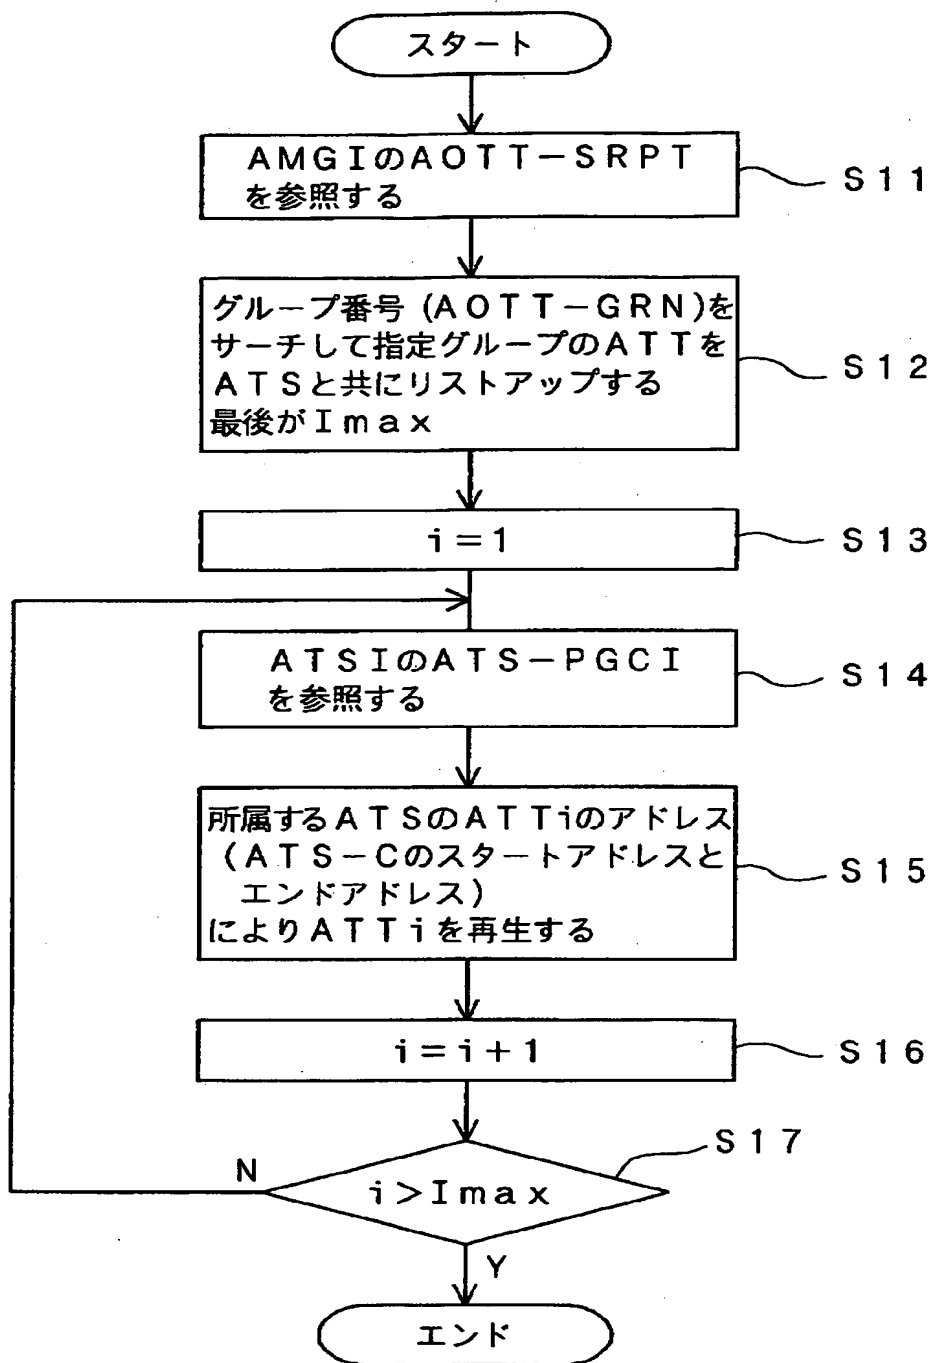 スタート
AMGIのAOTT-SRPT
を参照する
S11
グループ番号(AOTT-GRN)を
サーチして指定グループのATTを
ATSと共にリストアップする
最後がImax
S12
i=1
S13
ATSIのATS-PGCI
を参照する
S14
所属するATSのATTiのアドレス
(ATS-Cのスタートアドレスと
エンドアドレス)
によりATTiを再生する
S15
i=i+1
S16
S17
N
i>Imax
Y
エンド